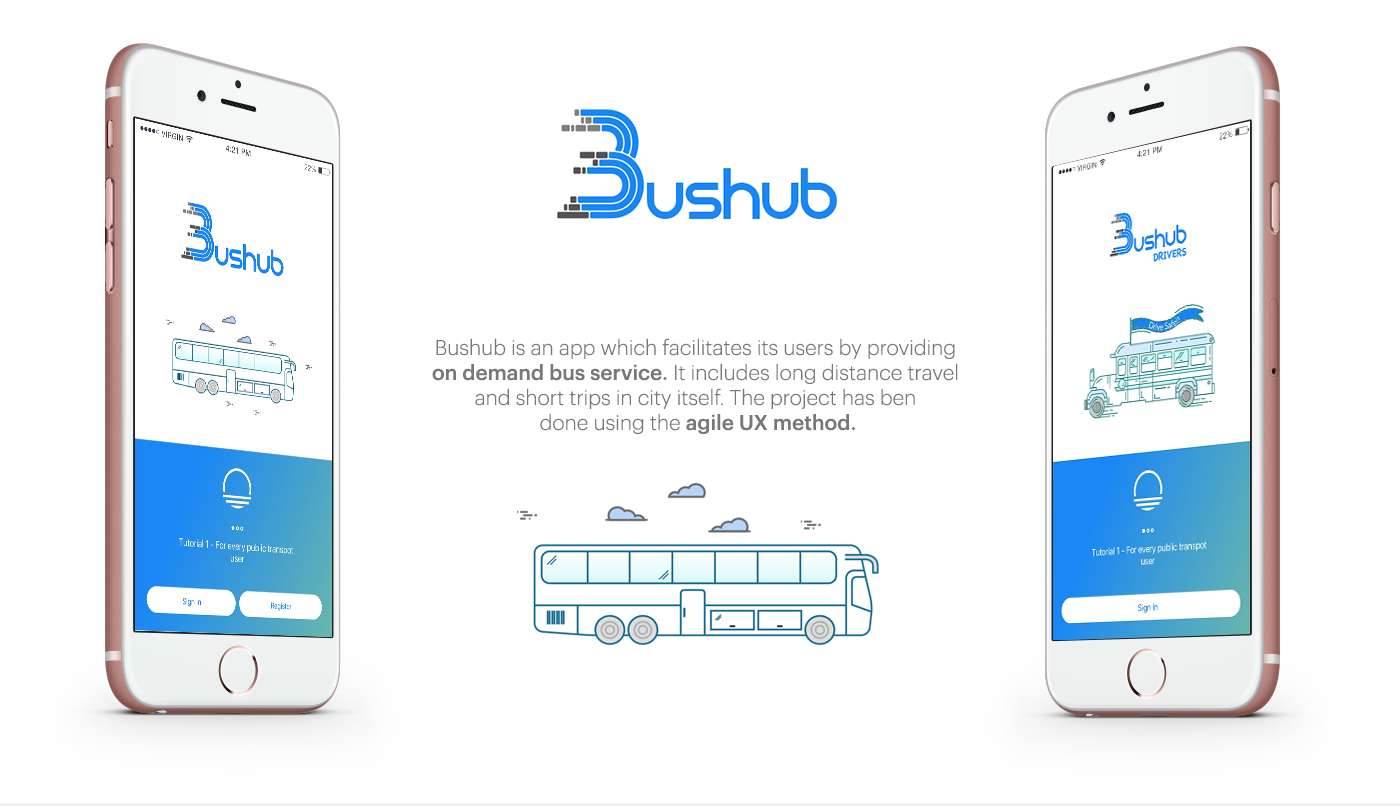 ●●●●○ VIRGIN
4:21 PM
22%
Bushub
Tutorial 1 - For every public transpot
user
Sign in
Register
Bushub
Bushub is an app which facilitates its users by providing
on demand bus service. It includes long distance travel
and short trips in city itself. The project has ben
done using the agile UX method.
●●●●○ VIRGIN
4:21 PM
22%
Bushub
DRIVERS
Drive Safely
Tutorial 1 - For every public transpot
user
Sign In